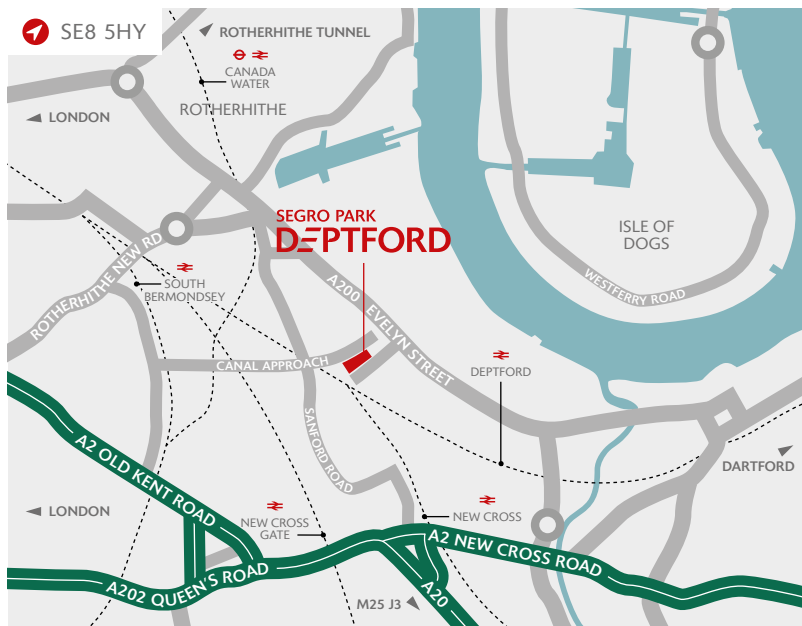 SE8 5HY
ROTHERHITHE TUNNEL
CANADA
WATER
ROTHERHITHE
LONDON
SEGRO PARK
DEPTFORD
ISLE OF
DOGS
WESTFERRY ROAD
ROTHERHITHE NEW RD
SOUTH
BERMONDSEY
A200 EVELYN STREET
CANAL APPROACH
DEPTFORD
SANFORD ROAD
A2 OLD KENT ROAD
DARTFORD
LONDON
NEW CROSS
GATE
NEW CROSS
A2 NEW CROSS ROAD
A202 QUEEN'S ROAD
A20
M25 J3